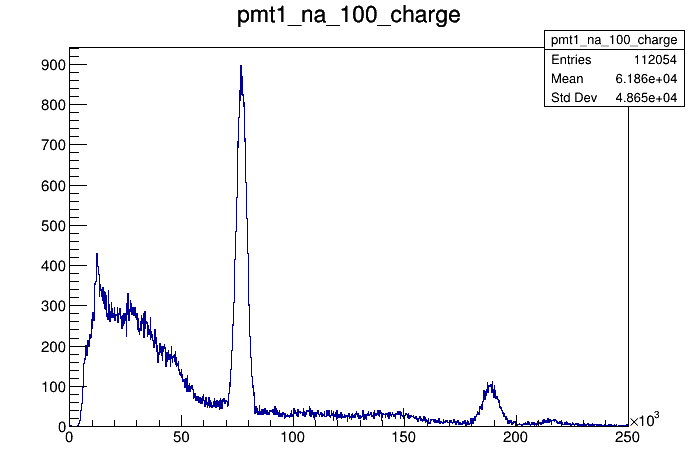 pmt1_na_100_charge
pmt1_na_100_charge
Entries 112054
Mean 6.186e+04
Std Dev 4.865e+04
900
800
700
600
500
400
300
200
100
0
0 50 100 150 200 250
×10³